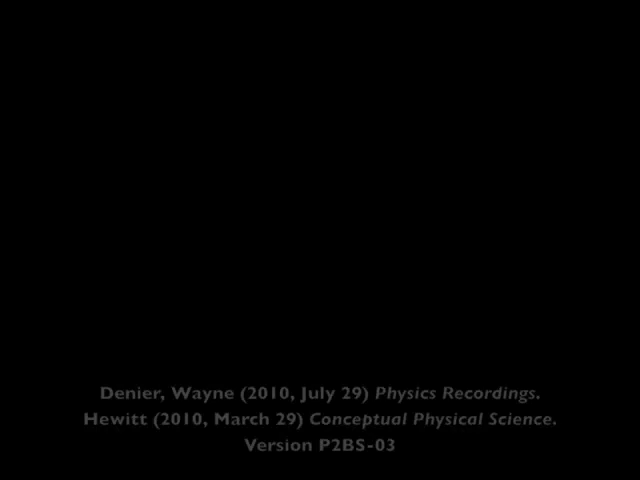 Denier, Wayne (2010, July 29) Physics Recordings.
Hewitt (2010, March 29) Conceptual Physical Science.
Version P2BS-03